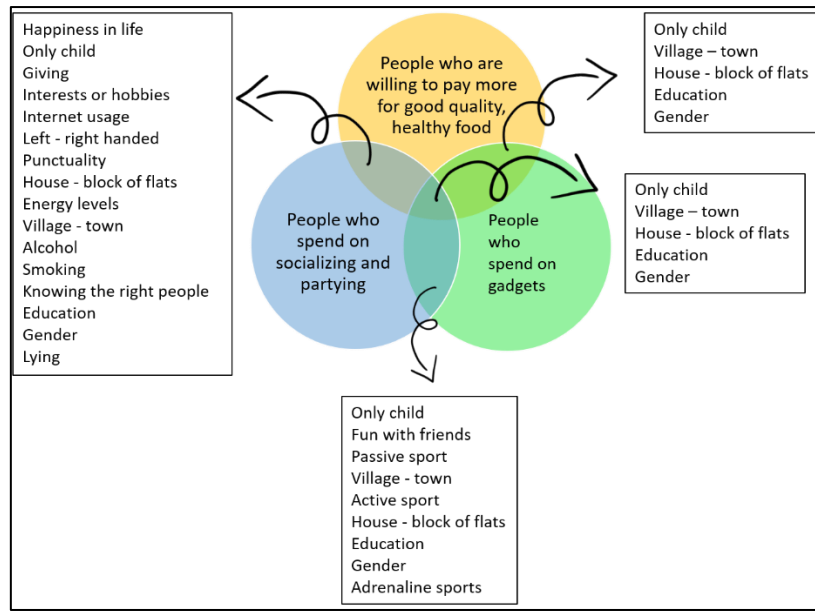 Happiness in life
Only child
Giving
Interests or hobbies
Internet usage
Left - right handed
Punctuality
House - block of flats
Energy levels
Village - town
Alcohol
Smoking
Knowing the right people
Education
Gender
Lying
People who are
willing to pay more
for good quality,
healthy food
People who
spend on
socializing and
partying
People
who
spend on
gadgets
Only child
Village – town
House - block of flats
Education
Gender
Only child
Village – town
House - block of flats
Education
Gender
Only child
Fun with friends
Passive sport
Village - town
Active sport
House - block of flats
Education
Gender
Adrenaline sports